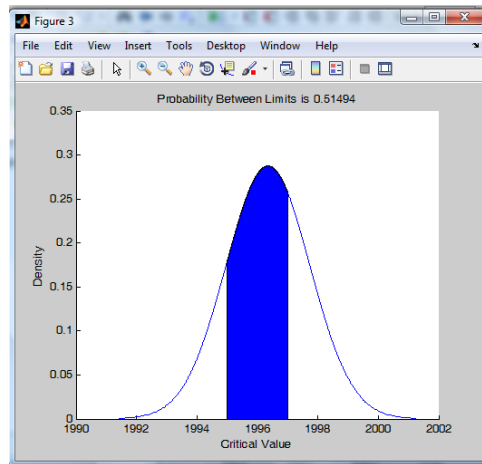 Figure 3
File Edit View Insert Tools Desktop Window Help
Probability Between Limits is 0.51494
0.35
0.3
0.25
0.2
0.15
0.1
0.05
0
Density
1990 1992 1994 1996 1998 2000 2002
Critical Value